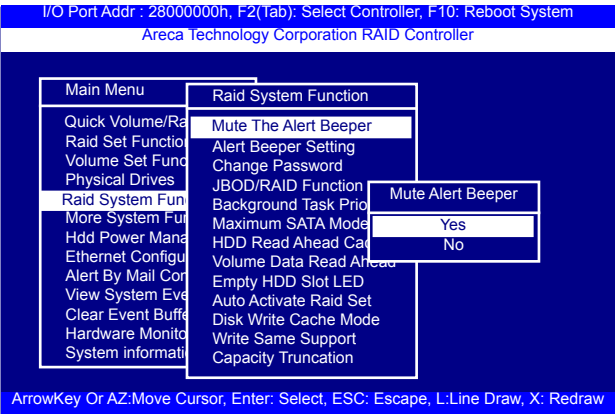 I/O Port Addr : 28000000h, F2(Tab): Select Controller, F10: Reboot System
Areca Technology Corporation RAID Controller
Main Menu
Quick Volume/Ra
Raid Set Function
Volume Set Func
Physical Drives
Raid System Fun
More System Fun
Hdd Power Mana
Ethernet Configu
Alert By Mail Con
View System Eve
Clear Event Buffe
Hardware Monito
System informati
Raid System Function
Mute The Alert Beeper
Alert Beeper Setting
Change Password
JBOD/RAID Function
Background Task Prio
Maximum SATA Mode
HDD Read Ahead Cac
Volume Data Read Ahead
Empty HDD Slot LED
Auto Activate Raid Set
Disk Write Cache Mode
Write Same Support
Capacity Truncation
Mute Alert Beeper
Yes
No
ArrowKey Or AZ:Move Cursor, Enter: Select, ESC: Escape, L:Line Draw, X: Redraw